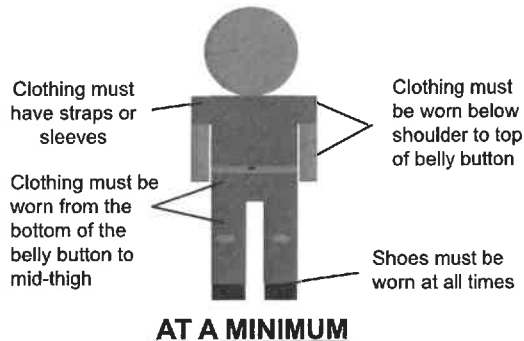 Clothing must
have straps or
sleeves
Clothing must
be worn below
shoulder to top
of belly button
Clothing must be
worn from the
bottom of the
belly button to
mid-thigh
Shoes must be
worn at all times
AT A MINIMUM